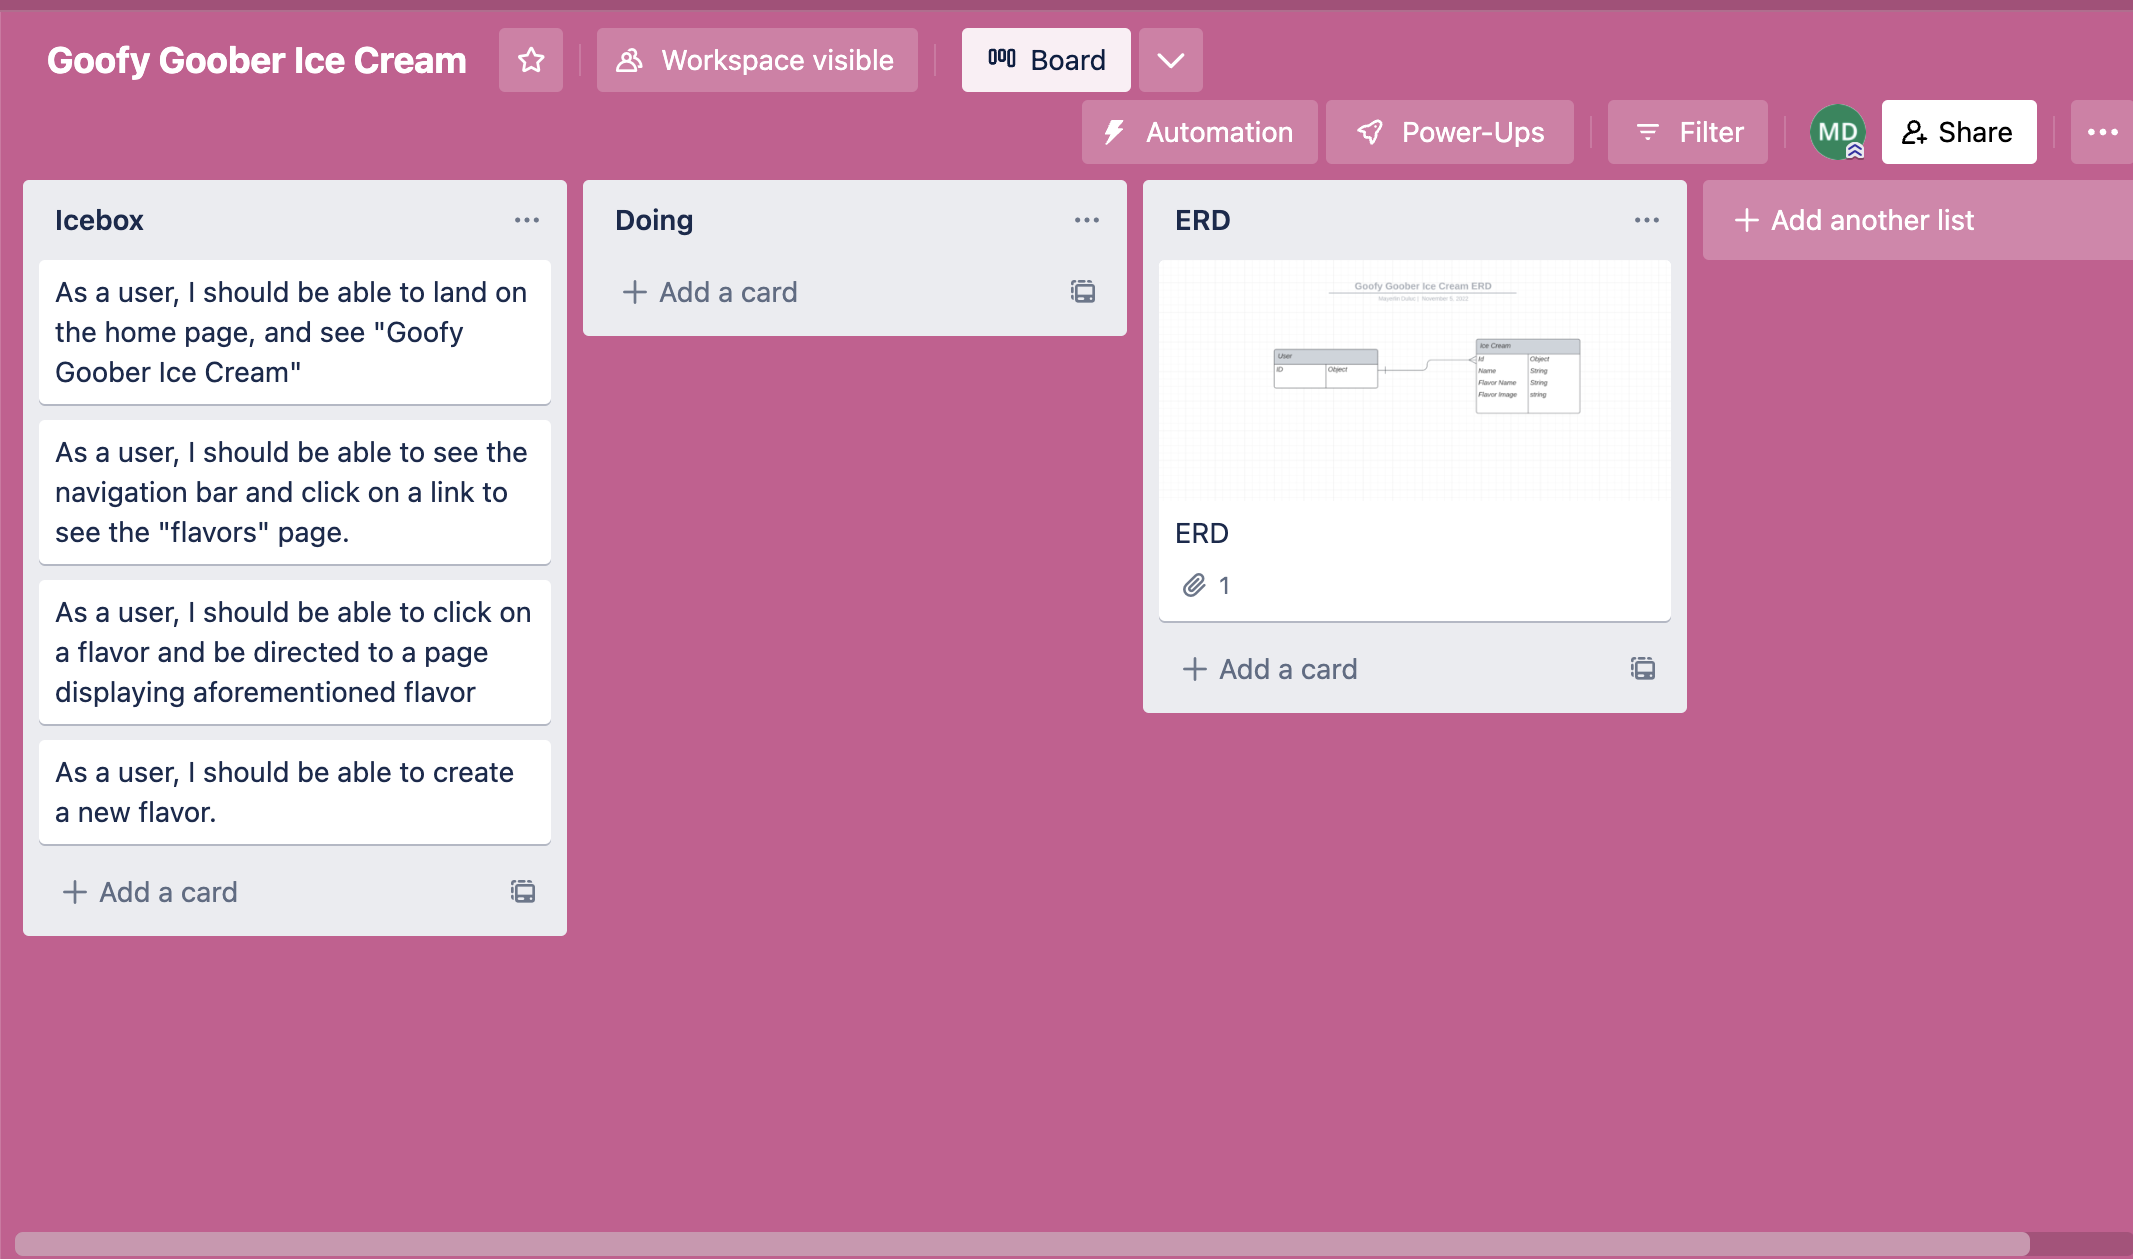 Goofy Goober Ice Cream
Workspace visible
Board
Automation
Power-Ups
Filter
MD
Share
Icebox
As a user, I should be able to land on
the home page, and see "Goofy
Goober Ice Cream"
As a user, I should be able to see the
navigation bar and click on a link to
see the "flavors" page.
As a user, I should be able to click on
a flavor and be directed to a page
displaying aforementioned flavor
As a user, I should be able to create
a new flavor.
+ Add a card
Doing
+ Add a card
ERD
Goofy Goober Ice Cream ERD
November 5, 2022
User
ID Object
Ice Cream
Id Object
Name String
Flavor Name String
Flavor Image string
ERD
1
+ Add a card
+ Add another list